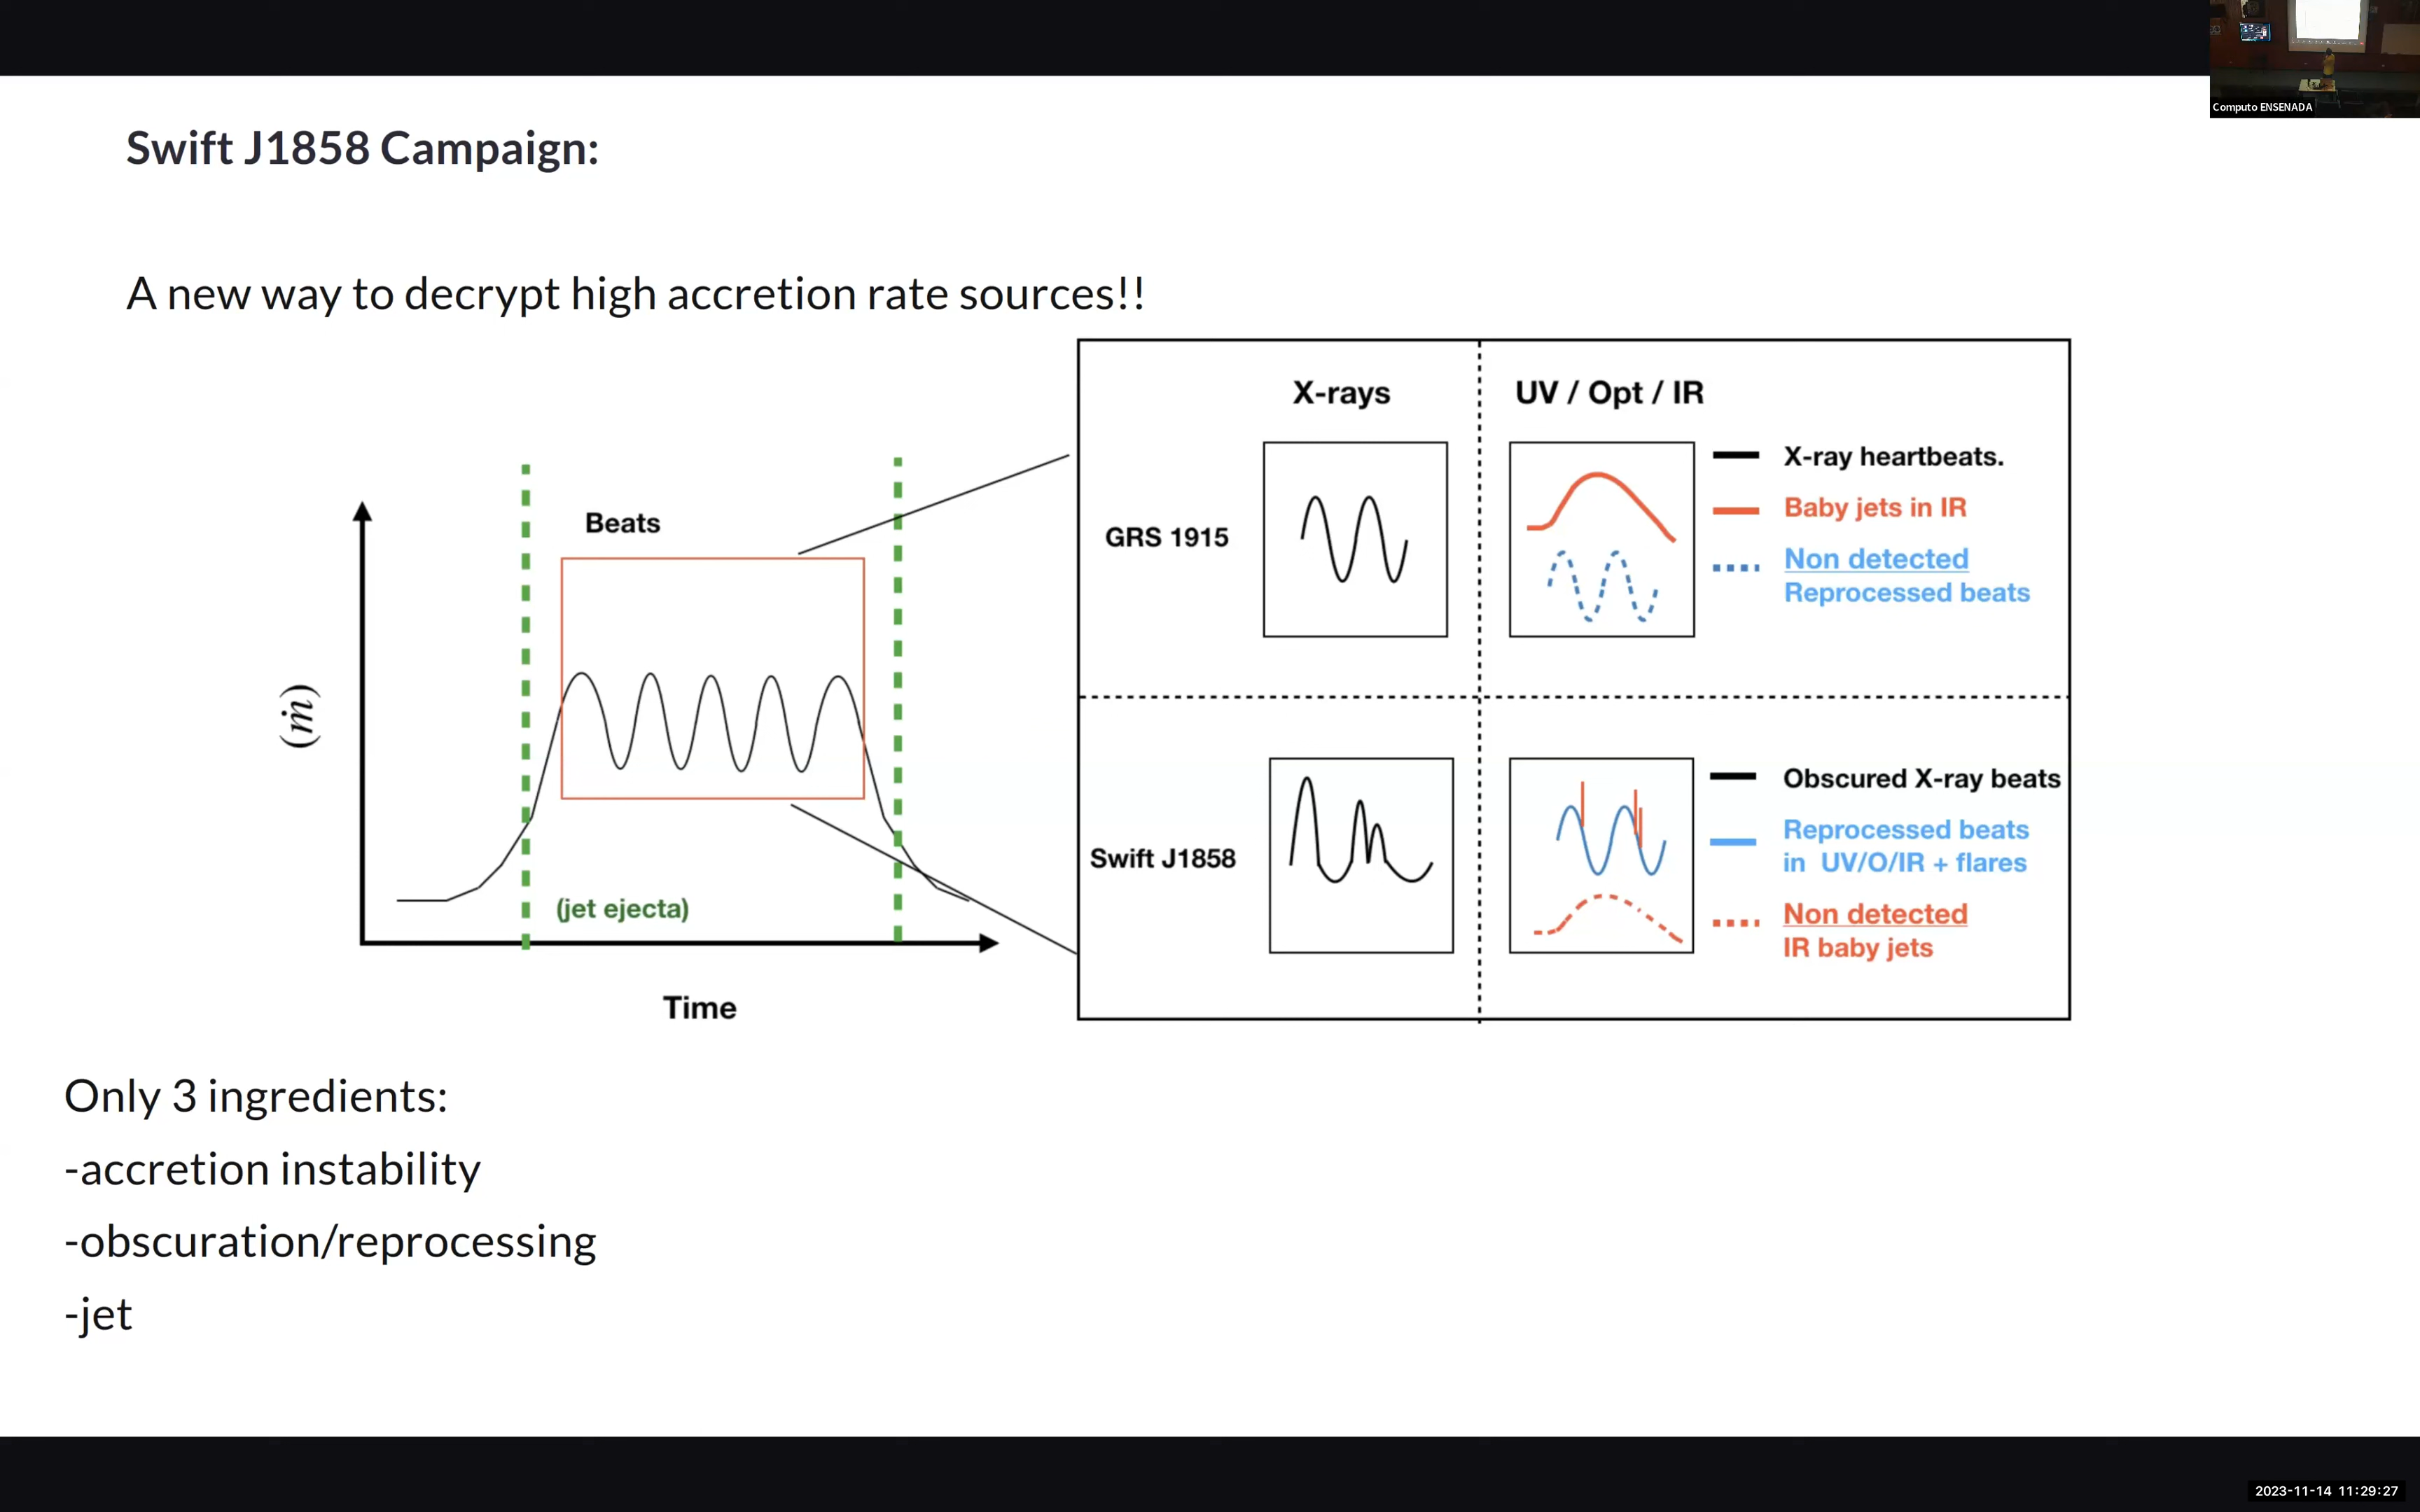 Computo ENSENADA
Swift J1858 Campaign:
A new way to decrypt high accretion rate sources!!
(ṁ)
Beats
(jet ejecta)
Time
X-rays
UV / Opt / IR
GRS 1915
X-ray heartbeats.
Baby jets in IR
Non detected
Reprocessed beats
Swift J1858
Obscured X-ray beats
Reprocessed beats
in UV/O/IR + flares
Non detected
IR baby jets
Only 3 ingredients:
-accretion instability
-obscuration/reprocessing
-jet
2023-11-14 11:29:27